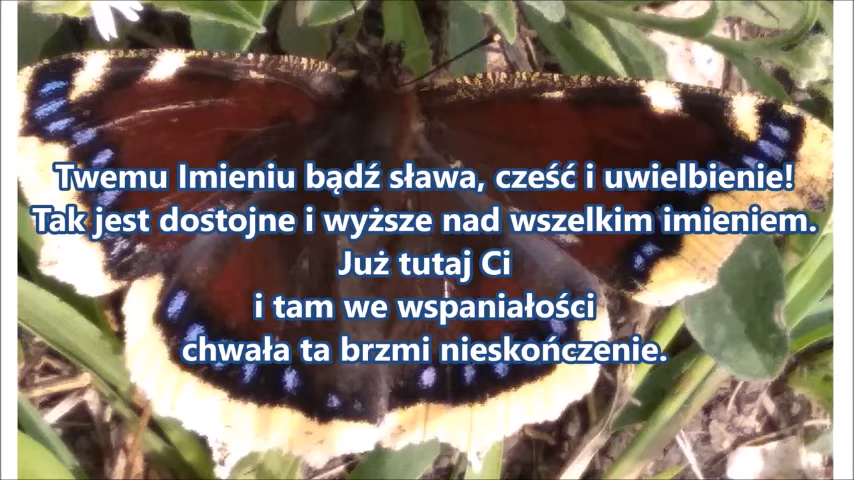 Twemu Imieniu bądź sława, cześć i uwielbienie!
Tak jest dostojne i wyższe nad wszelkim imieniem.
Już tutaj Ci
i tam we wspaniałości
chwała ta brzmi nieskończenie.